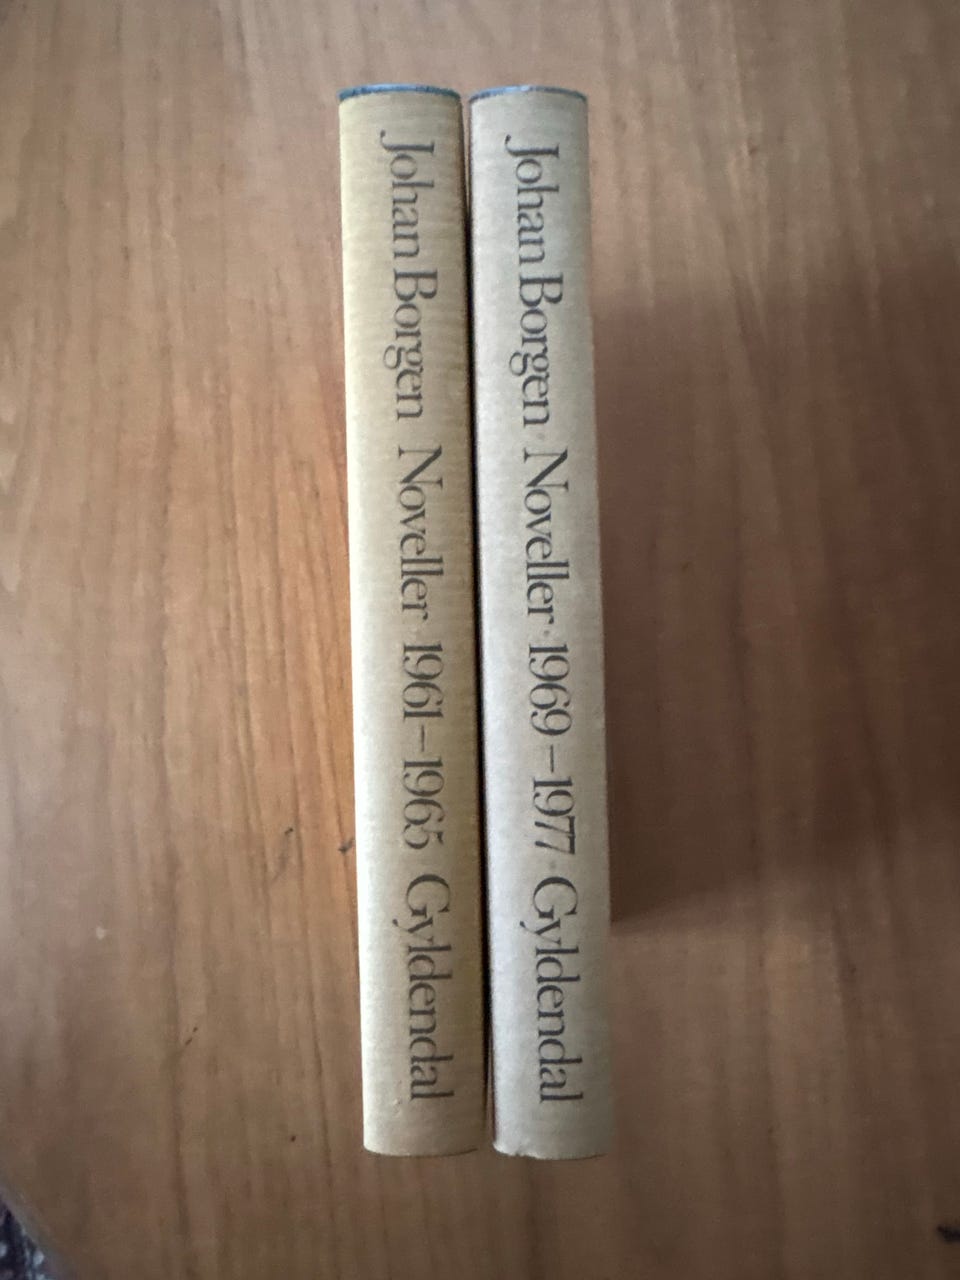 Johan Borgen Noveller · 1961–1965 Gyldendal
Johan Borgen · Noveller · 1969–1977 · Gyldendal